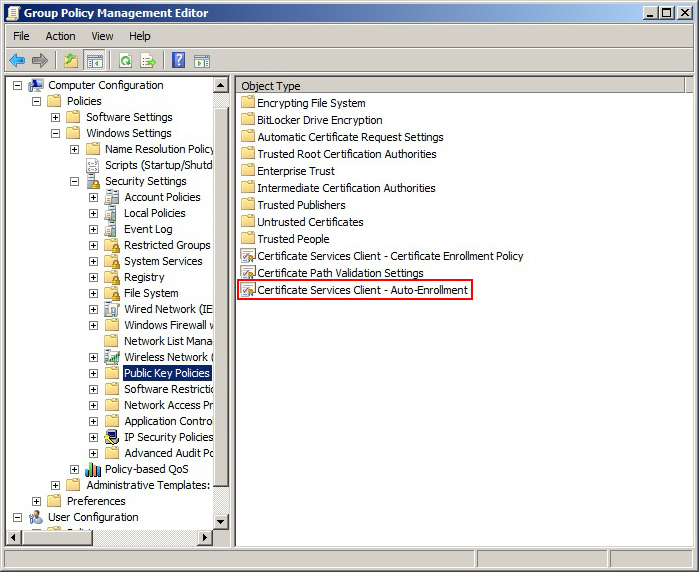 Group Policy Management Editor
File Action View Help
Computer Configuration
Policies
Software Settings
Windows Settings
Name Resolution Policy
Scripts (Startup/Shutd
Security Settings
Account Policies
Local Policies
Event Log
Restricted Groups
System Services
Registry
File System
Wired Network (IE
Windows Firewall w
Network List Mana
Wireless Network (
Public Key Policies
Software Restrictio
Network Access Pr
Application Contro
IP Security Policies
Advanced Audit Po
Policy-based QoS
Administrative Templates:
Preferences
User Configuration
Object Type
Encrypting File System
BitLocker Drive Encryption
Automatic Certificate Request Settings
Trusted Root Certification Authorities
Enterprise Trust
Intermediate Certification Authorities
Trusted Publishers
Untrusted Certificates
Trusted People
Certificate Services Client - Certificate Enrollment Policy
Certificate Path Validation Settings
Certificate Services Client - Auto-Enrollment